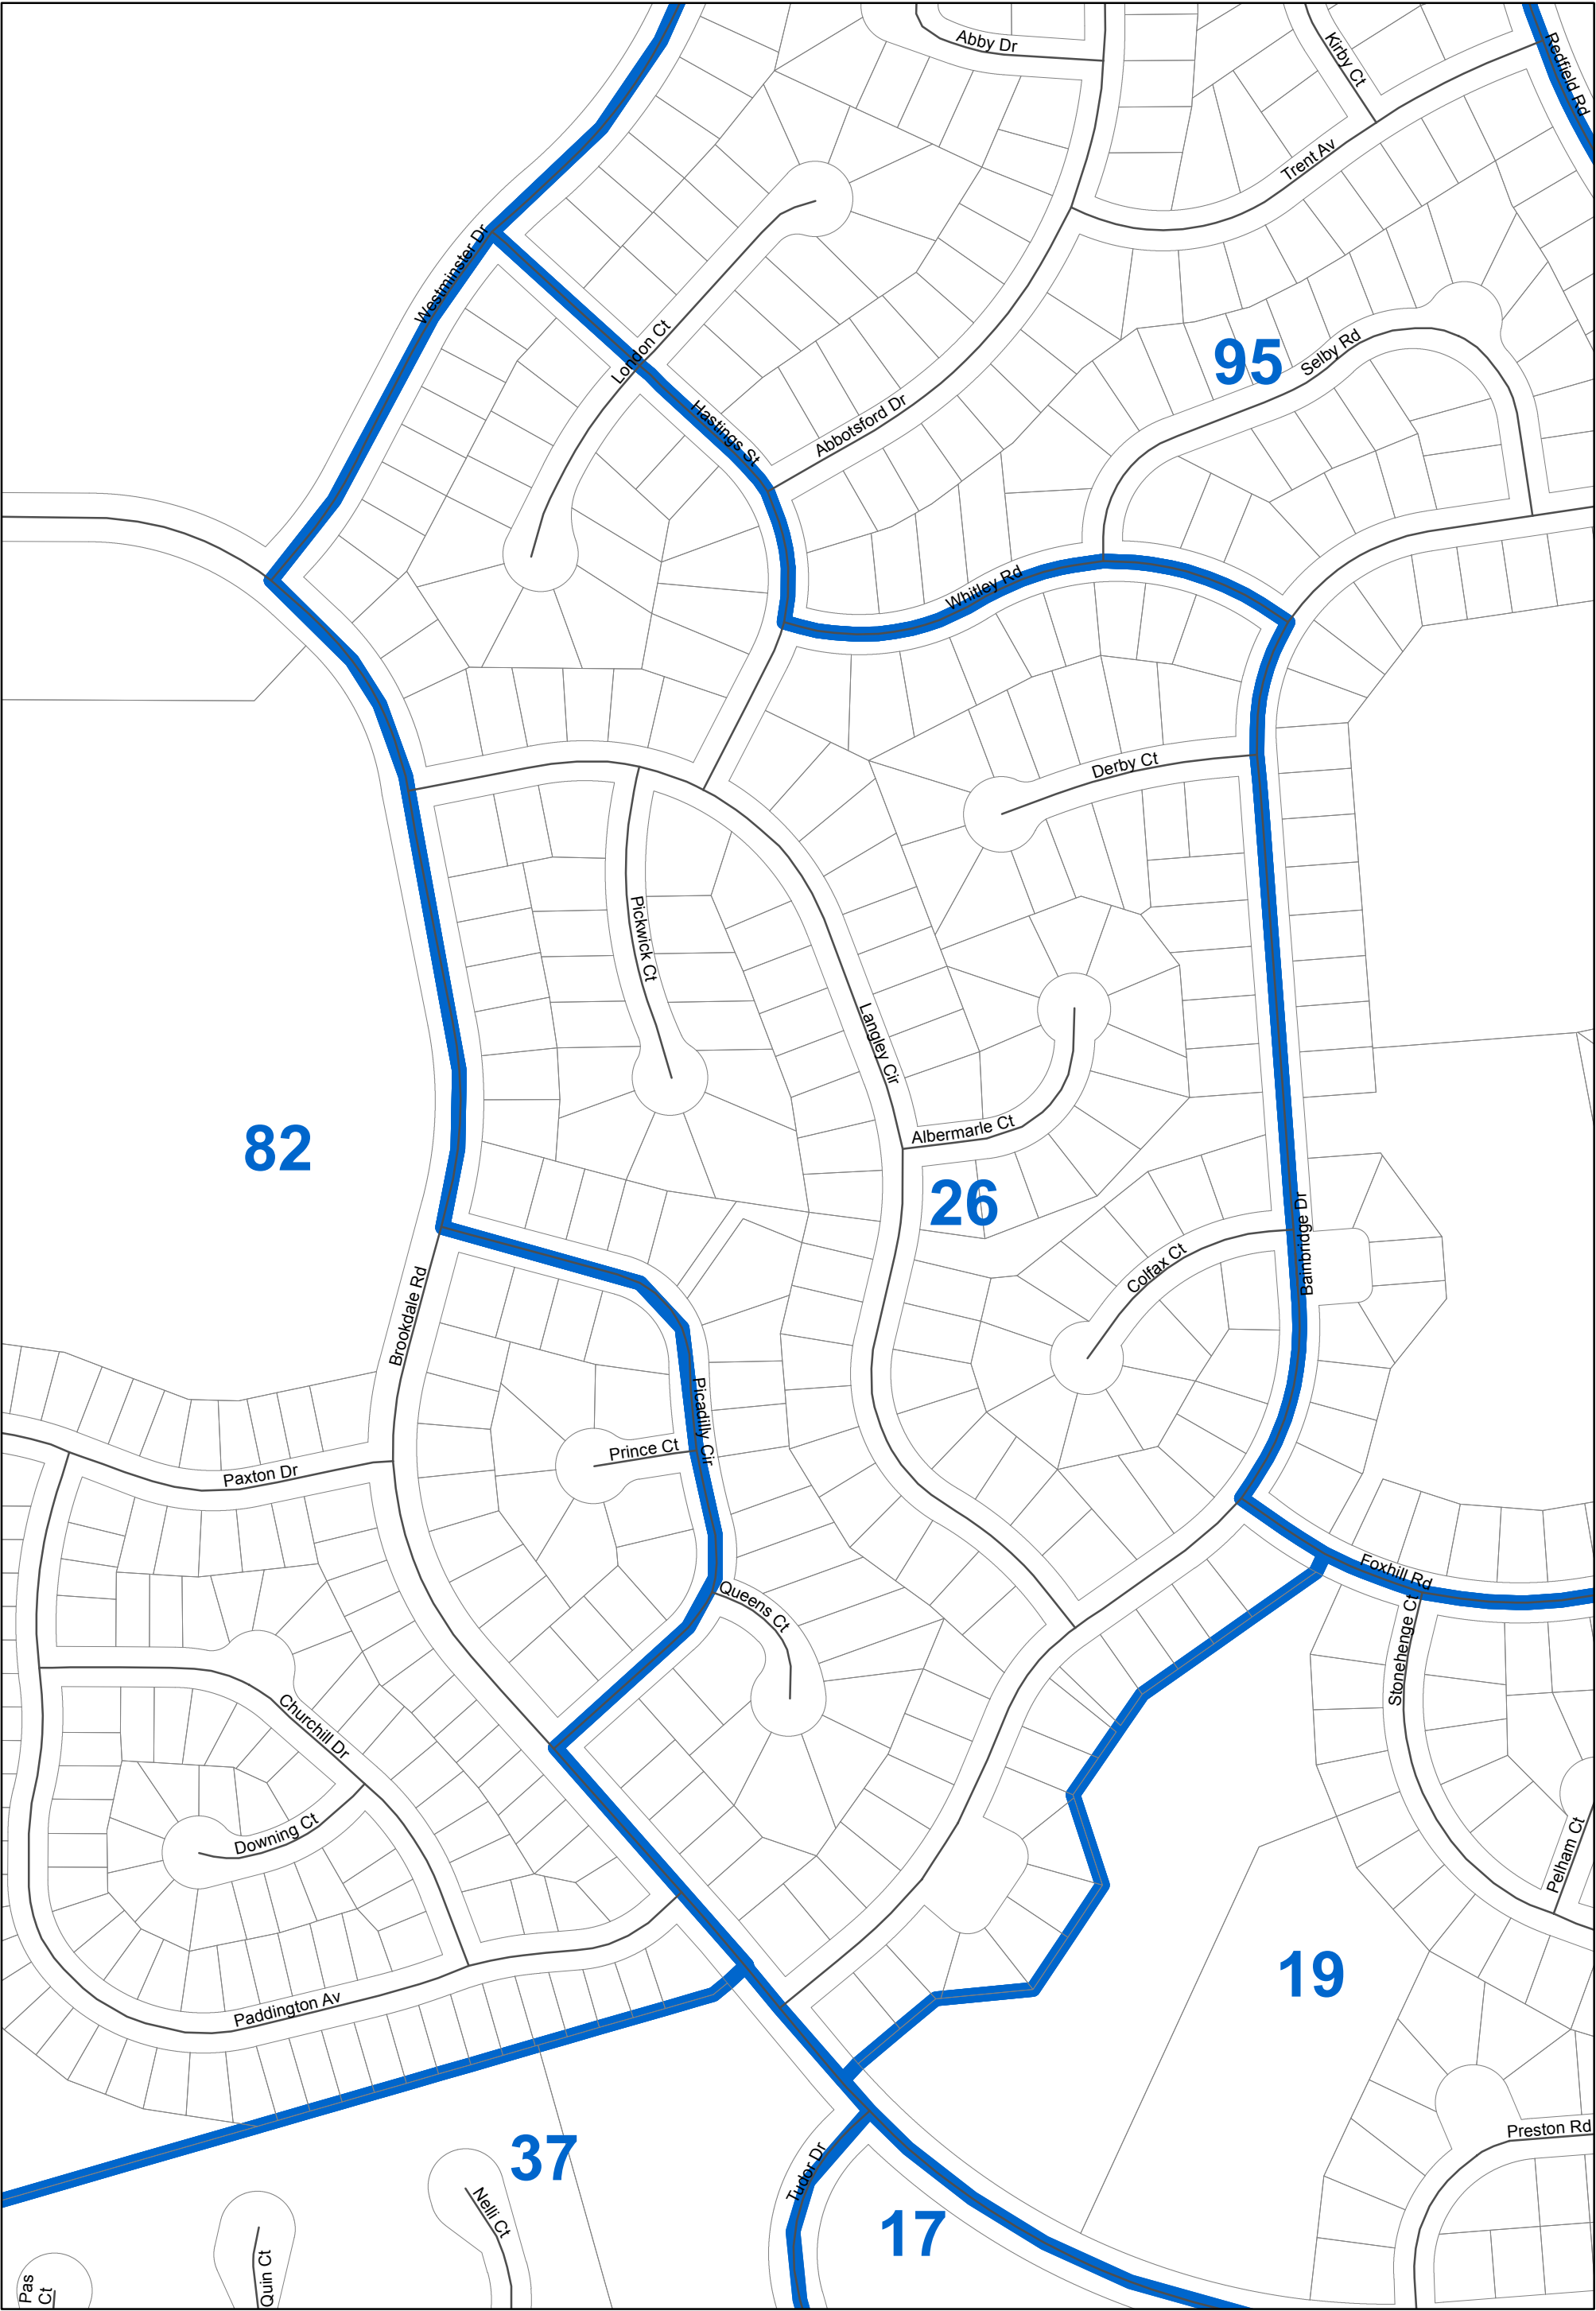 Abby Dr
Kirby Ct
Redfield Rd
Trent Av
Westminster Dr
London Ct
95
Selby Rd
Hastings St
Abbotsford Dr
Whitley Rd
Derby Ct
Pickwick Ct
Langley Cir
82
Albermarle Ct
26
Bainbridge Dr
Colfax Ct
Brookdale Rd
Picadilly Cir
Prince Ct
Paxton Dr
Foxhill Rd
Queens Ct
Stonehenge Ct
Churchill Dr
Downing Ct
Pelham Ct
19
Paddington Av
Preston Rd
37
Tudor Dr
Nelli Ct
17
Quin Ct
Pas
Ct